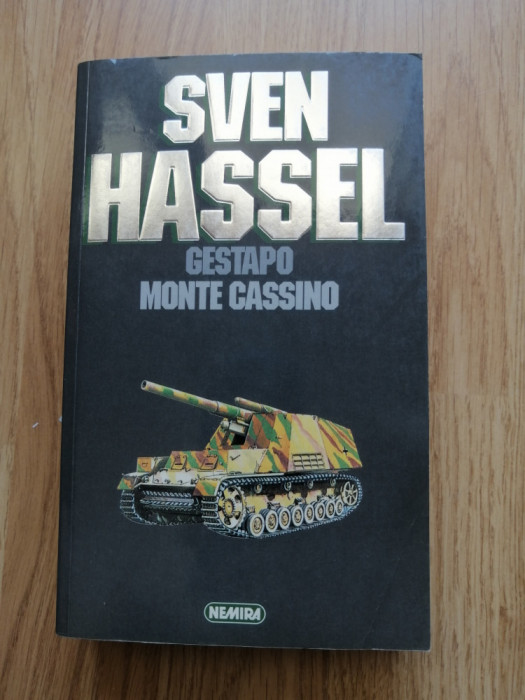 SVEN
HASSEL
GESTAPO
MONTE CASSINO
NEMIRA